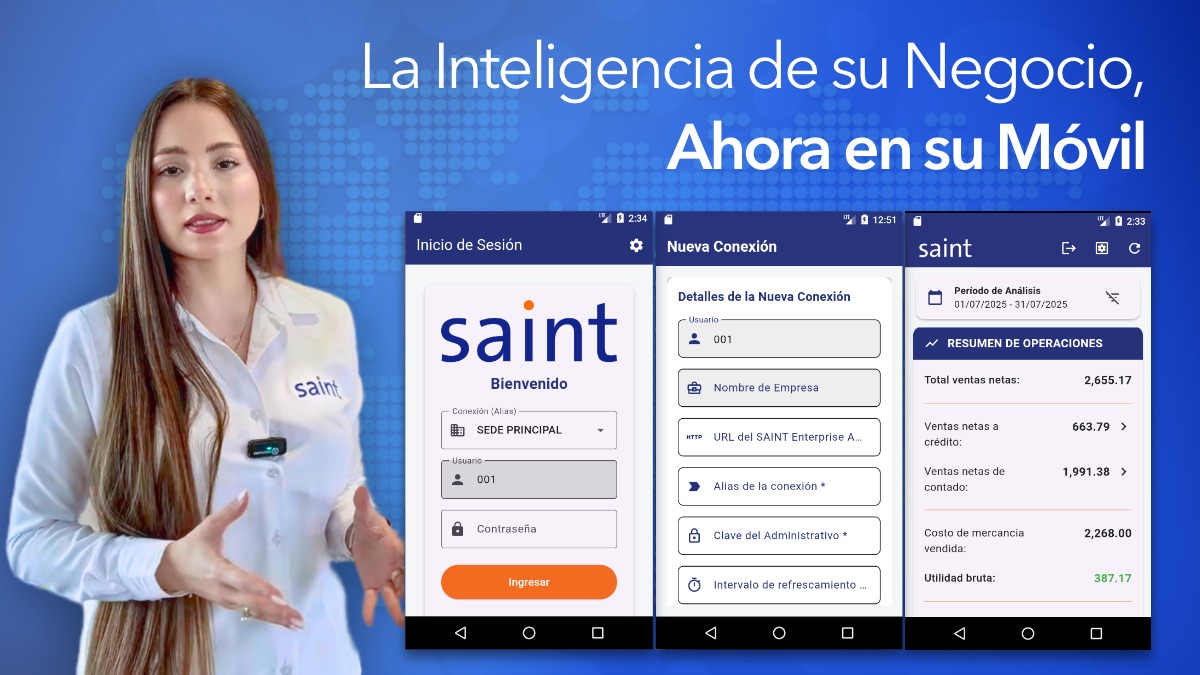 La Inteligencia de su Negocio,
Ahora en su Móvil
saint
2:34
Inicio de Sesión
saint
Bienvenido
Conexión (Alias)
SEDE PRINCIPAL
Usuario
001
Contraseña
Ingresar
12:51
Nueva Conexión
Detalles de la Nueva Conexión
Usuario
001
Nombre de Empresa
HTTP URL del SAINT Enterprise A...
Alias de la conexión *
Clave del Administrativo *
Intervalo de refrescamiento ...
2:33
saint
Período de Análisis
01/07/2025 - 31/07/2025
RESUMEN DE OPERACIONES
Total ventas netas: 2,655.17
Ventas netas a 663.79
crédito:
Ventas netas de 1,991.38
contado:
Costo de mercancia 2,268.00
vendida:
Utilidad bruta: 387.17